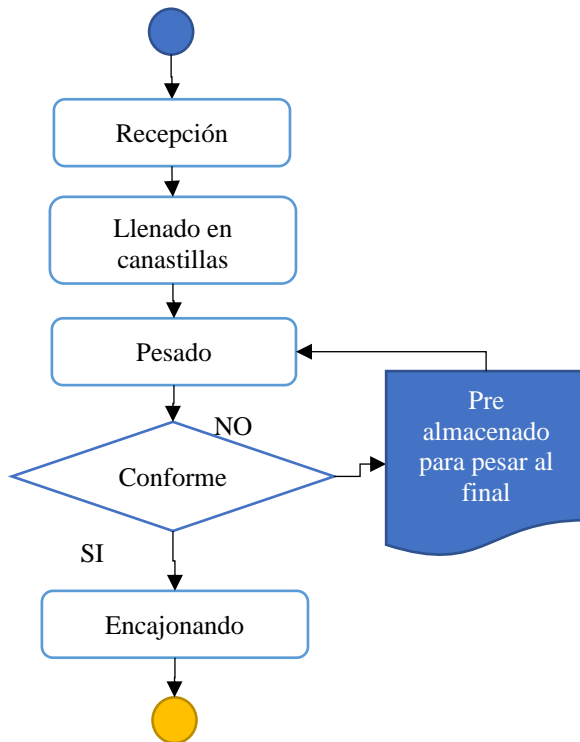 Recepción
Llenado en
canastillas
Pesado
NO
Conforme
Pre
almacenado
para pesar al
final
SI
Encajonando